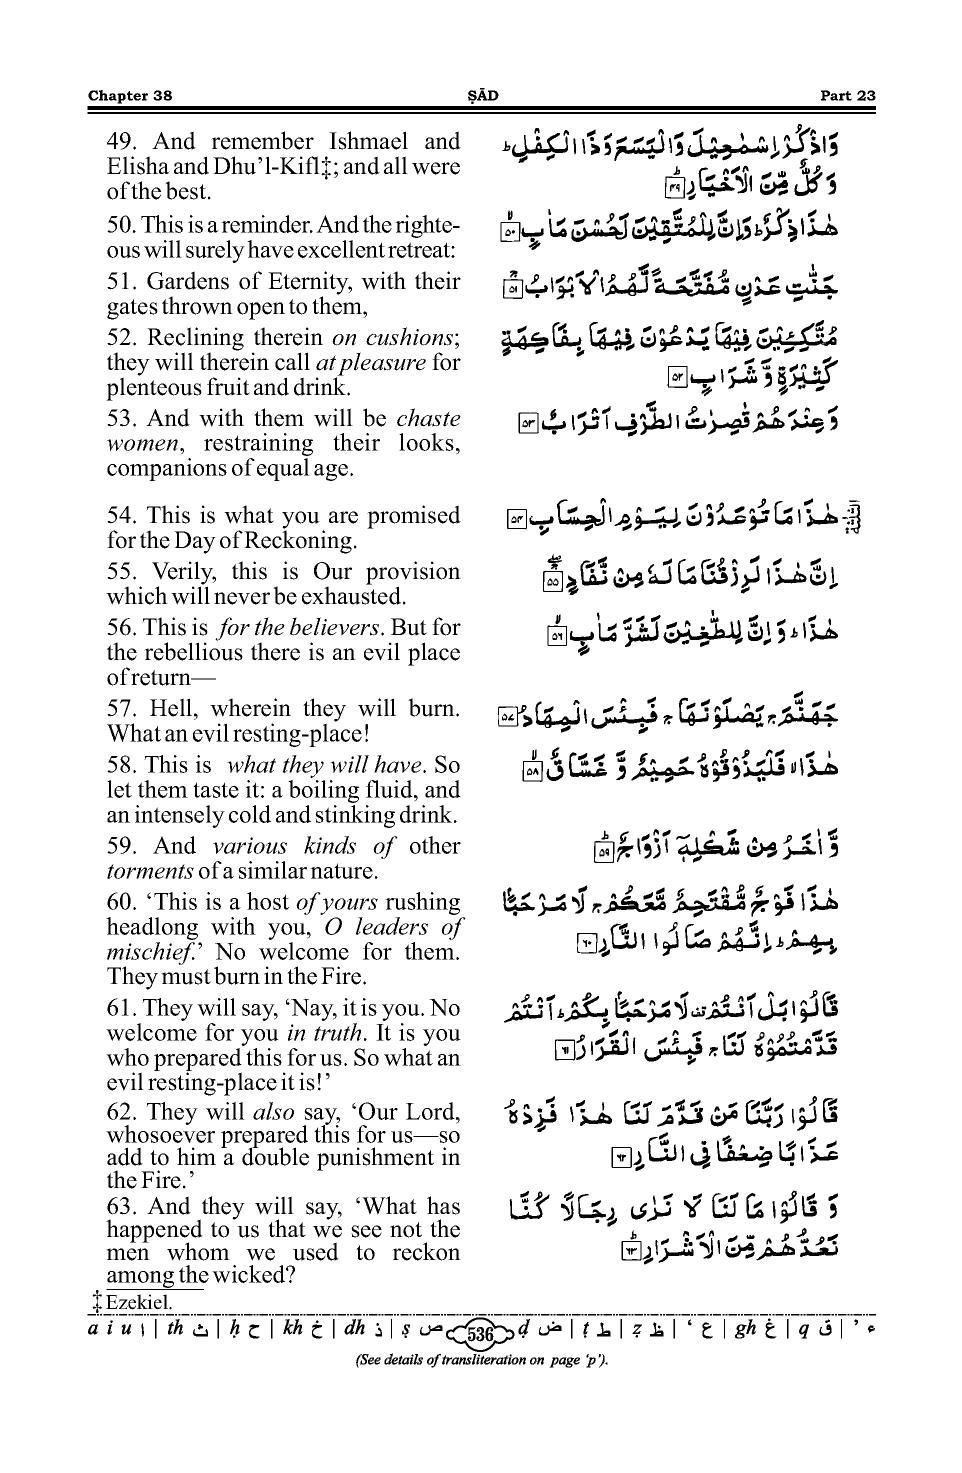 Chapter 38 ṢĀD Part 23
49. And remember Ishmael and
Elisha and Dhu’l-Kifl‡; and all were
of the best.
وَاذْكُرْ اِسْمٰعِيْلَ وَالْيَسَعَ وَذَا الْكِفْلِ ؕ
وَكُلٌّ مِّنَ الْاَخْيَارِ ؕ ﴿۴۹﴾
50. This is a reminder. And the righte-
ous will surely have excellent retreat:
هٰذَا ذِكْرٌ ؕ وَاِنَّ لِلْمُتَّقِيْنَ لَحُسْنَ مَاٰبٍ ۙ ﴿۵۰﴾
51. Gardens of Eternity, with their
gates thrown open to them,
جَنّٰتِ عَدْنٍ مُّفَتَّحَةً لَّهُمُ الْاَبْوَابُ ۚ ﴿۵۱﴾
52. Reclining therein on cushions;
they will therein call at pleasure for
plenteous fruit and drink.
مُتَّكِـِٕيْنَ فِيْهَا يَدْعُوْنَ فِيْهَا بِفَاكِهَةٍ
كَثِيْرَةٍ وَّ شَرَابٍ ﴿۵۲﴾
53. And with them will be chaste
women, restraining their looks,
companions of equal age.
وَعِنْدَهُمْ قٰصِرٰتُ الطَّرْفِ اَتْرَابٌ ﴿۵۳﴾
54. This is what you are promised
for the Day of Reckoning.
هٰذَا مَا تُوْعَدُوْنَ لِيَوْمِ الْحِسَابِ ﴿۵۴﴾
55. Verily, this is Our provision
which will never be exhausted.
اِنَّ هٰذَا لَرِزْقُنَا مَا لَهٗ مِنْ نَّفَادٍ ﴿۵۵﴾
56. This is for the believers. But for
the rebellious there is an evil place
of return—
هٰذَا ؕ وَ اِنَّ لِلطّٰغِيْنَ لَشَرَّ مَاٰبٍ ۙ ﴿۵۶﴾
57. Hell, wherein they will burn.
What an evil resting-place!
جَهَنَّمَ ۚ يَصْلَوْنَهَا ۚ فَبِئْسَ الْمِهَادُ ﴿۵۷﴾
58. This is what they will have. So
let them taste it: a boiling fluid, and
an intensely cold and stinking drink.
هٰذَا ۙ فَلْيَذُوْقُوْهُ حَمِيْمٌ وَّ غَسَّاقٌ ۙ ﴿۵۸﴾
59. And various kinds of other
torments of a similar nature.
وَّ اٰخَرُ مِنْ شَكْلِهٖۤ اَزْوَاجٌ ؕ ﴿۵۹﴾
60. ‘This is a host of yours rushing
headlong with you, O leaders of
mischief.’ No welcome for them.
They must burn in the Fire.
هٰذَا فَوْجٌ مُّقْتَحِمٌ مَّعَكُمْ ۚ لَا مَرْحَبًۢا
بِهِمْ ؕ اِنَّهُمْ صَالُوا النَّارِ ﴿۶۰﴾
61. They will say, ‘Nay, it is you. No
welcome for you in truth. It is you
who prepared this for us. So what an
evil resting-place it is!’
قَالُوْا بَلْ اَنْتُمْ لَا مَرْحَبًۢا بِكُمْ ؕ اَنْتُمْ
قَدَّمْتُمُوْهُ لَنَا ۚ فَبِئْسَ الْقَرَارُ ﴿۶۱﴾
62. They will also say, ‘Our Lord,
whosoever prepared this for us—so
add to him a double punishment in
the Fire.’
قَالُوْا رَبَّنَا مَنْ قَدَّمَ لَنَا هٰذَا فَزِدْهُ
عَذَابًا ضِعْفًا فِي النَّارِ ﴿۶۲﴾
63. And they will say, ‘What has
happened to us that we see not the
men whom we used to reckon
among the wicked?
وَ قَالُوْا مَا لَنَا لَا نَرٰى رِجَالًا كُنَّا
نَعُدُّهُمْ مِّنَ الْاَشْرَارِ ؕ ﴿۶۳﴾
‡ Ezekiel.
a i u ا | th ث | ḥ ح | kh خ | dh ذ | ṣ ص 536 ḍ ض | ṭ ط | ẓ ظ | ‘ ع | gh غ | q ق | ’ ء
(See details of transliteration on page ‘p’).